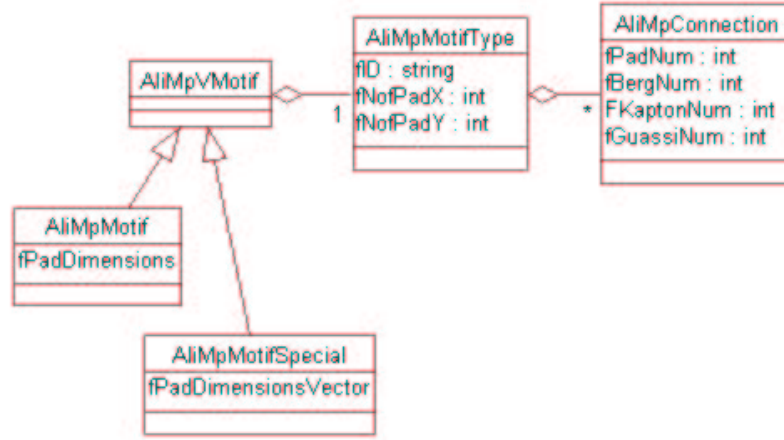 AliMpVMotif
AliMpMotifType
fID : string
fNofPadX : int
fNofPadY : int
1
AliMpConnection
fPadNum : int
fBergNum : int
FKaptonNum : int
fGuassiNum : int
*
AliMpMotif
fPadDimensions
AliMpMotifSpecial
fPadDimensionsVector